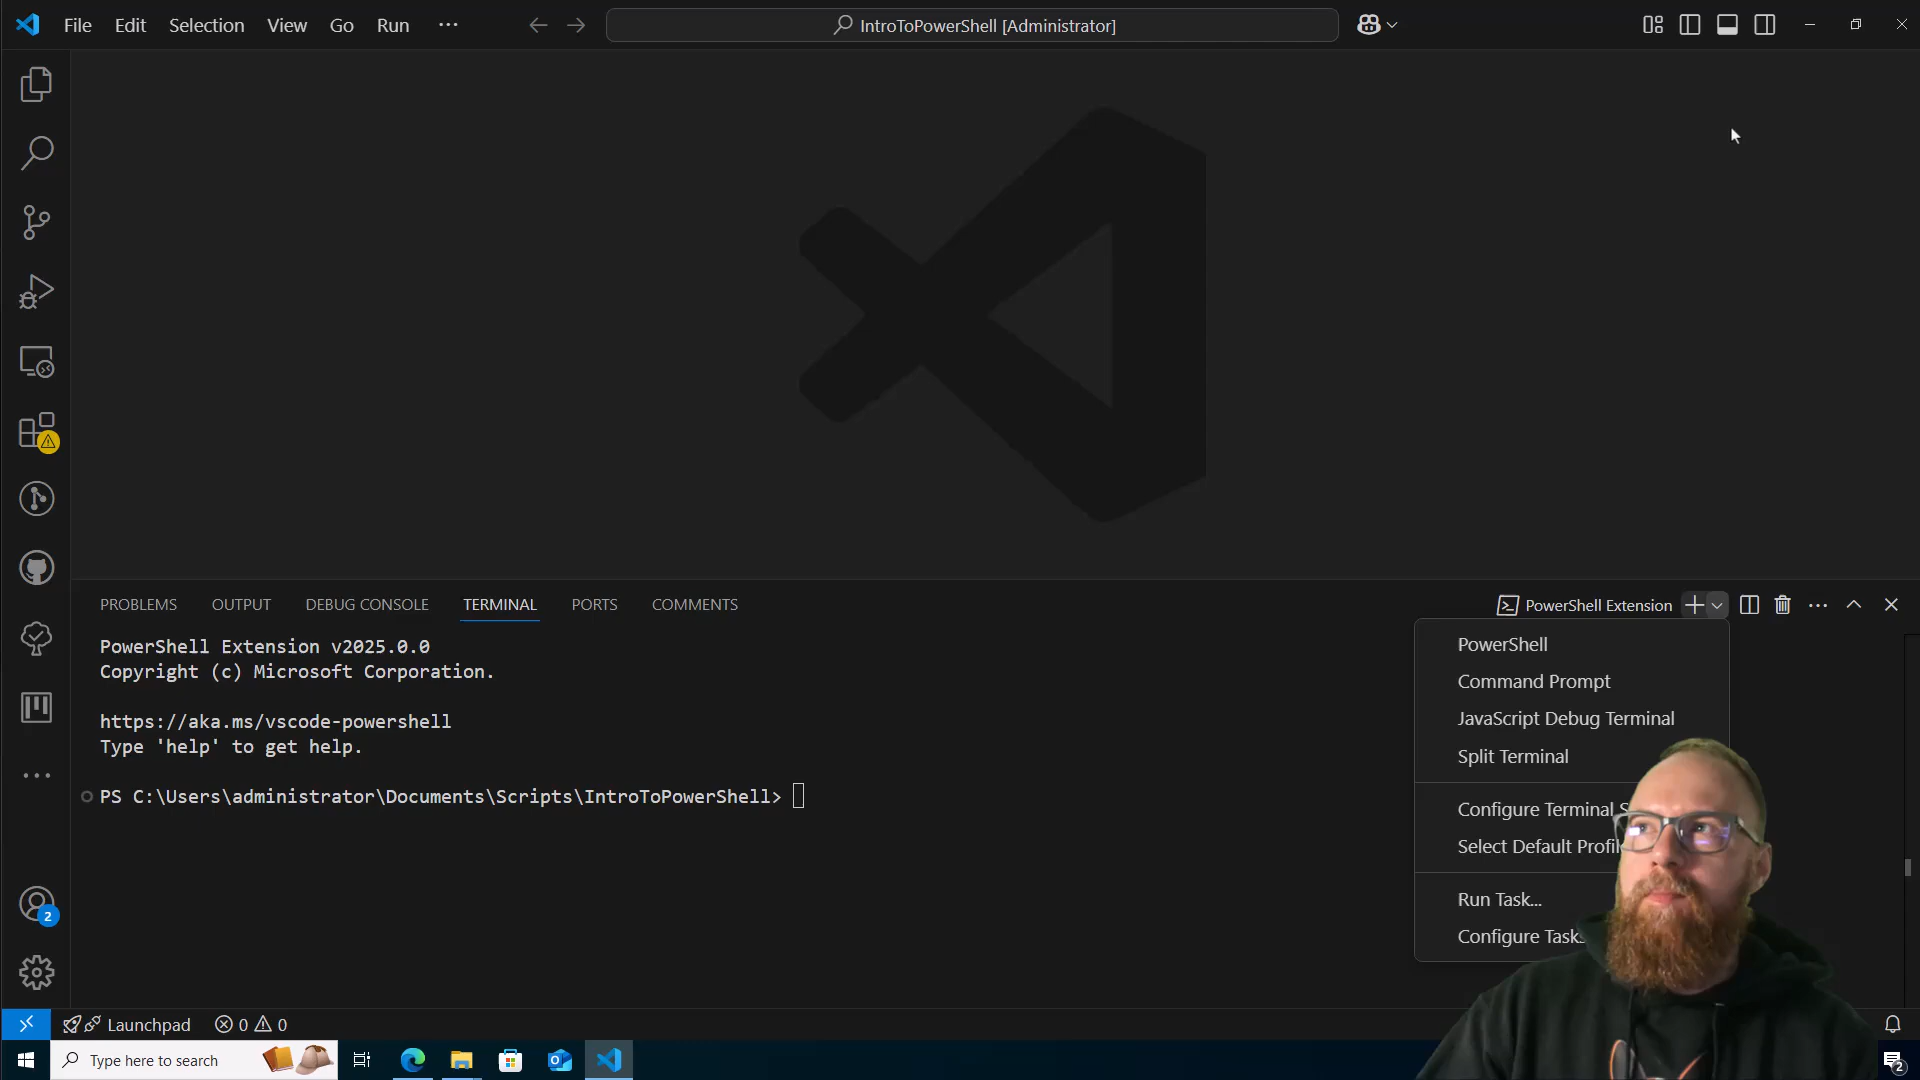 File Edit Selection View Go Run ···
IntroToPowerShell [Administrator]
PROBLEMS OUTPUT DEBUG CONSOLE TERMINAL PORTS COMMENTS
PowerShell Extension
PowerShell Extension v2025.0.0
Copyright (c) Microsoft Corporation.
https://aka.ms/vscode-powershell
Type 'help' to get help.
PS C:\Users\administrator\Documents\Scripts\IntroToPowerShell>
PowerShell
Command Prompt
JavaScript Debug Terminal
Split Terminal
Configure Terminal
Select Default
Run Task...
Configure
2
Launchpad 0 0
Type here to search
2